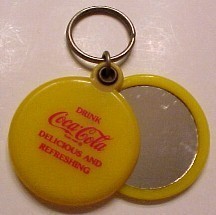 DRINK
Coca-Cola
DELICIOUS AND
REFRESHING